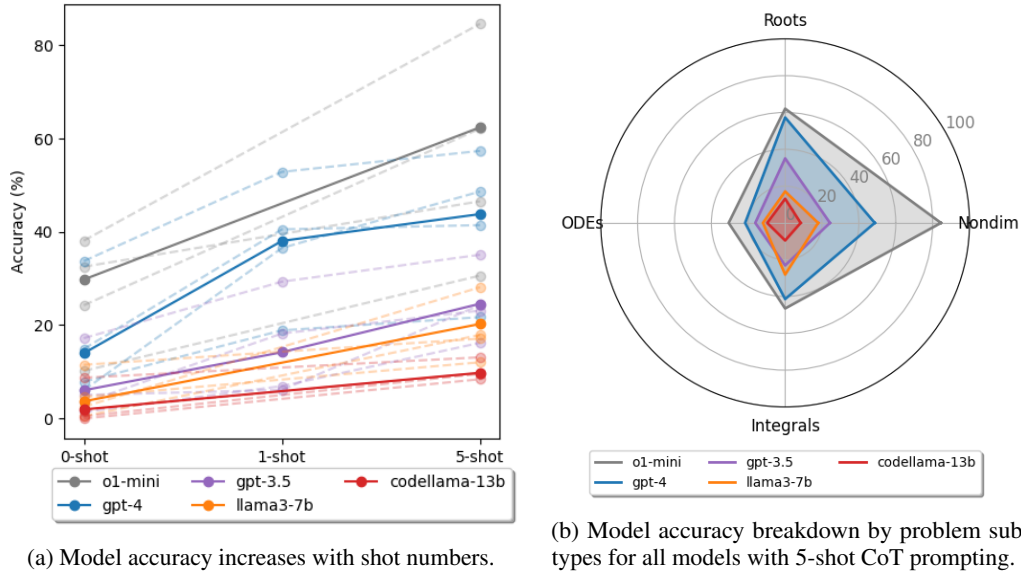 Accuracy (%)
80
60
40
20
0
0-shot
1-shot
5-shot
o1-mini
gpt-3.5
codellama-13b
gpt-4
llama3-7b
(a) Model accuracy increases with shot numbers.
Roots
100
80
60
40
20
0
ODEs
Nondim
Integrals
o1-mini
gpt-3.5
codellama-13b
gpt-4
llama3-7b
(b) Model accuracy breakdown by problem sub
types for all models with 5-shot CoT prompting.